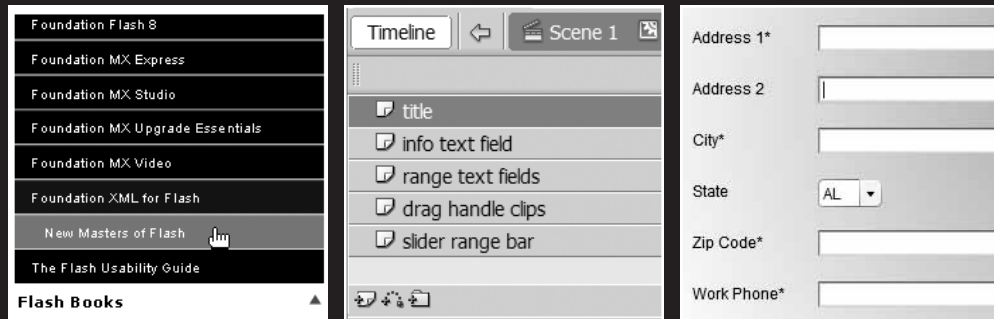 Foundation Flash 8
Foundation MX Express
Foundation MX Studio
Foundation MX Upgrade Essentials
Foundation MX Video
Foundation XML for Flash
New Masters of Flash
The Flash Usability Guide
Flash Books
Timeline
Scene 1
title
info text field
range text fields
drag handle clips
slider range bar
Address 1*
Address 2
City*
State
AL
Zip Code*
Work Phone*